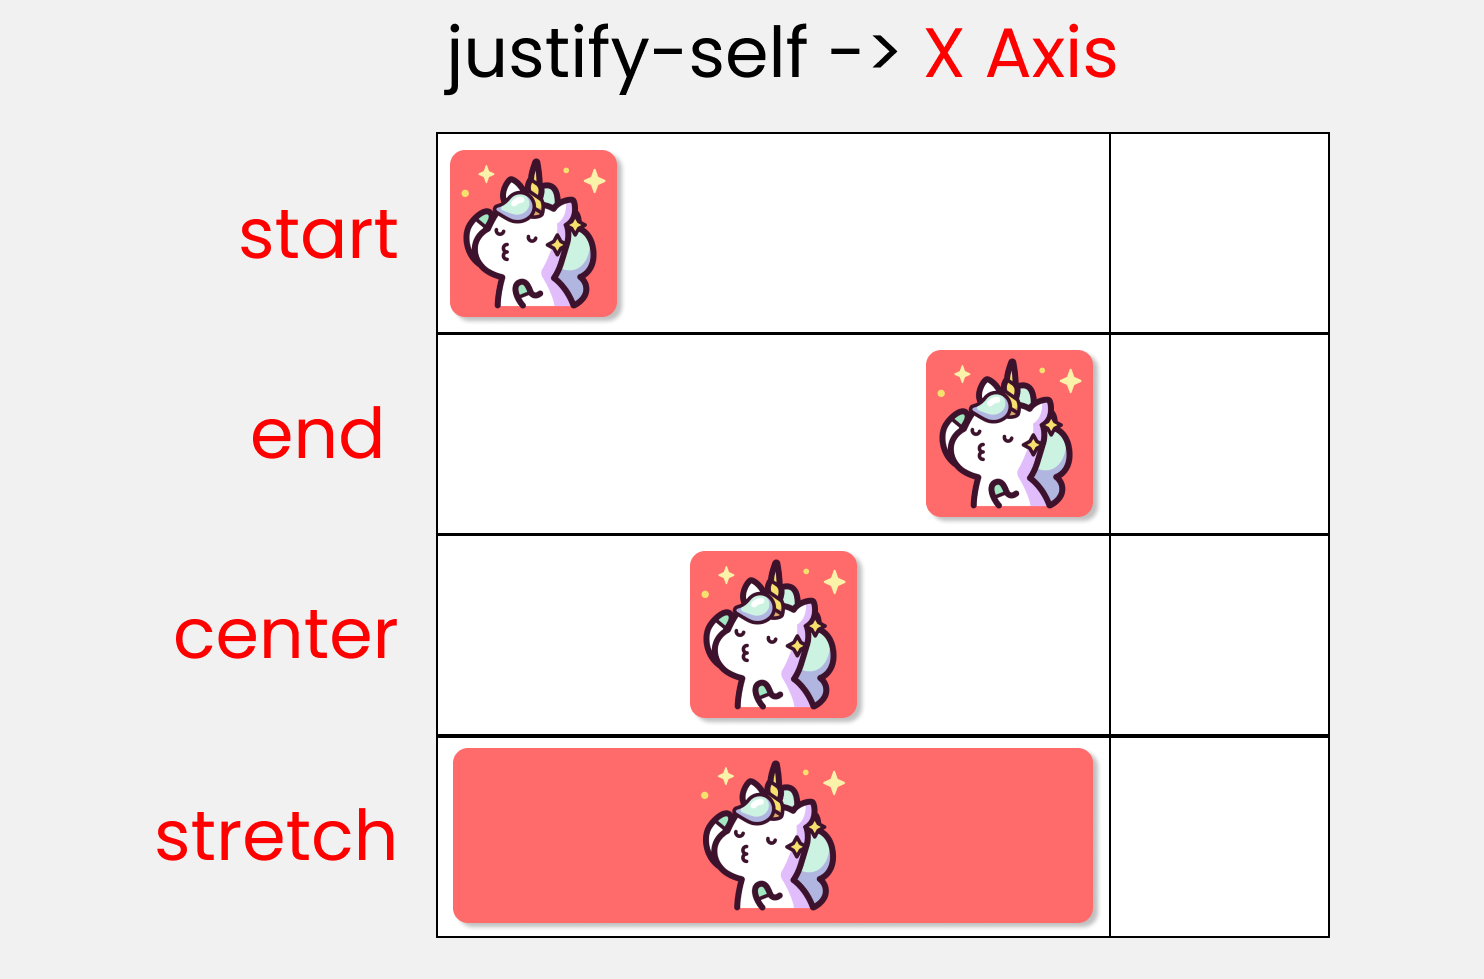 justify-self -> X Axis
start
end
center
stretch